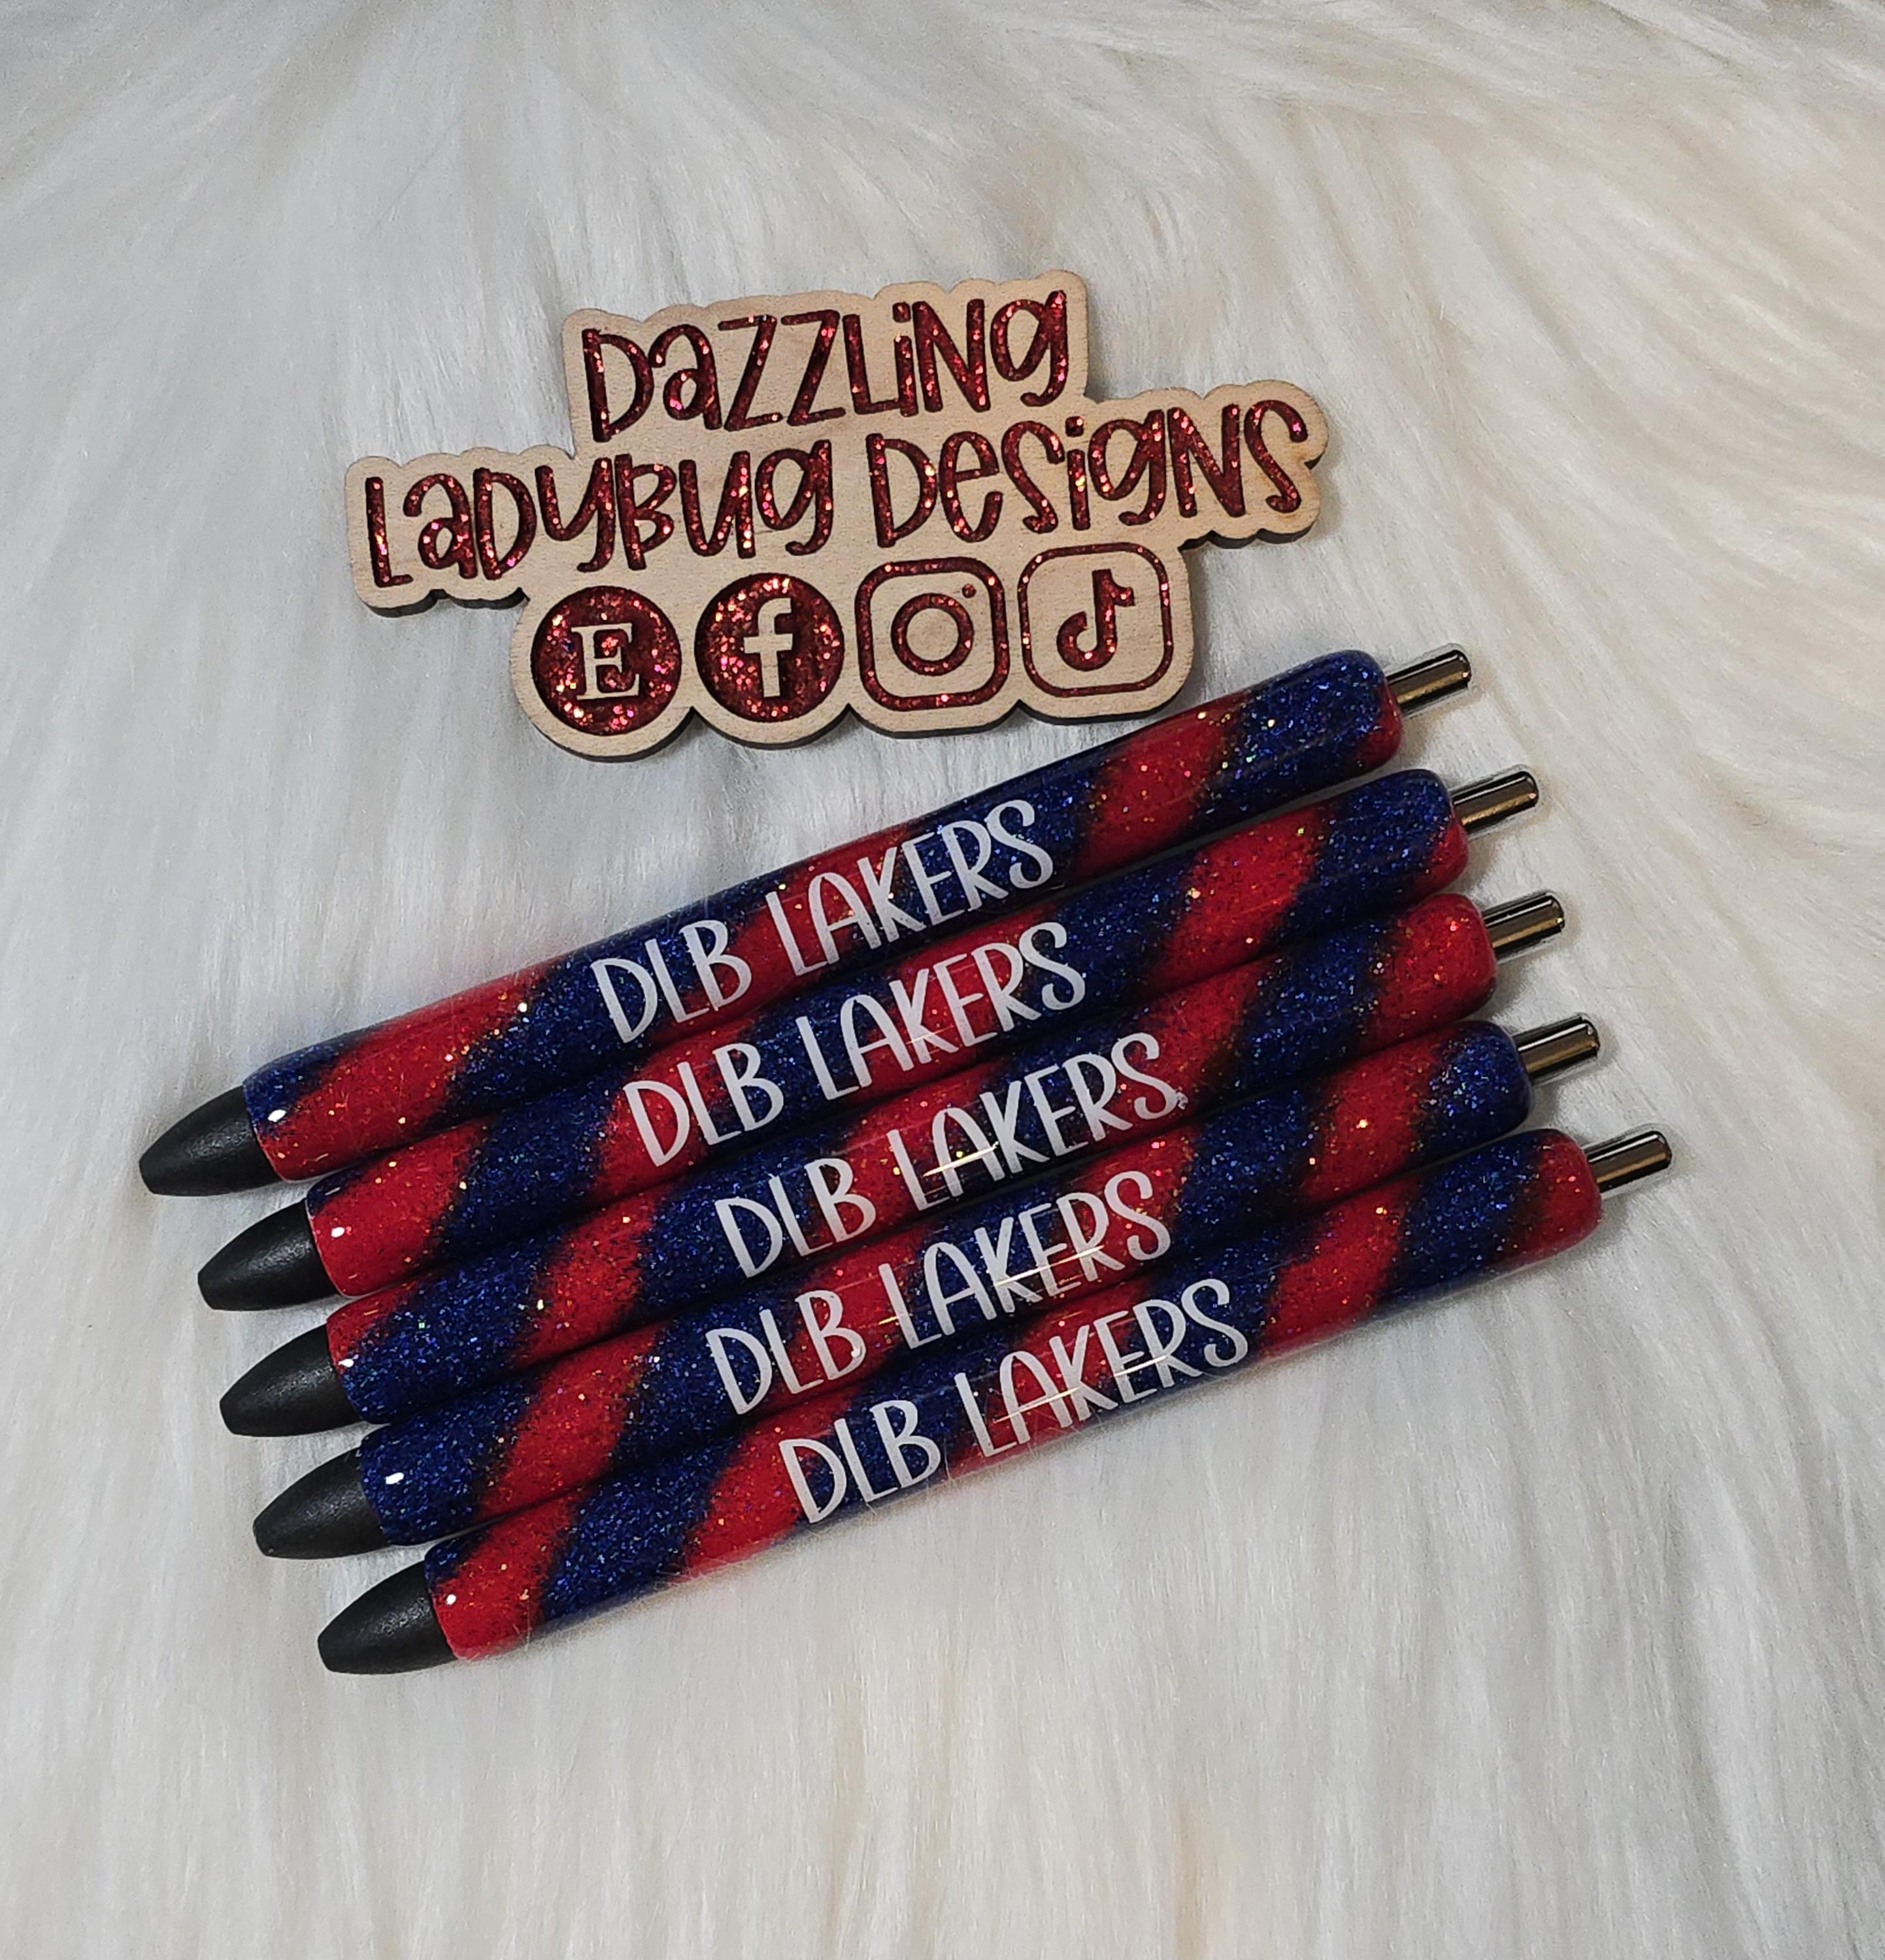 Dazzling
Ladybug Designs
E f
DLB LAKERS
DLB LAKERS
DLB LAKERS
DLB LAKERS
DLB LAKERS